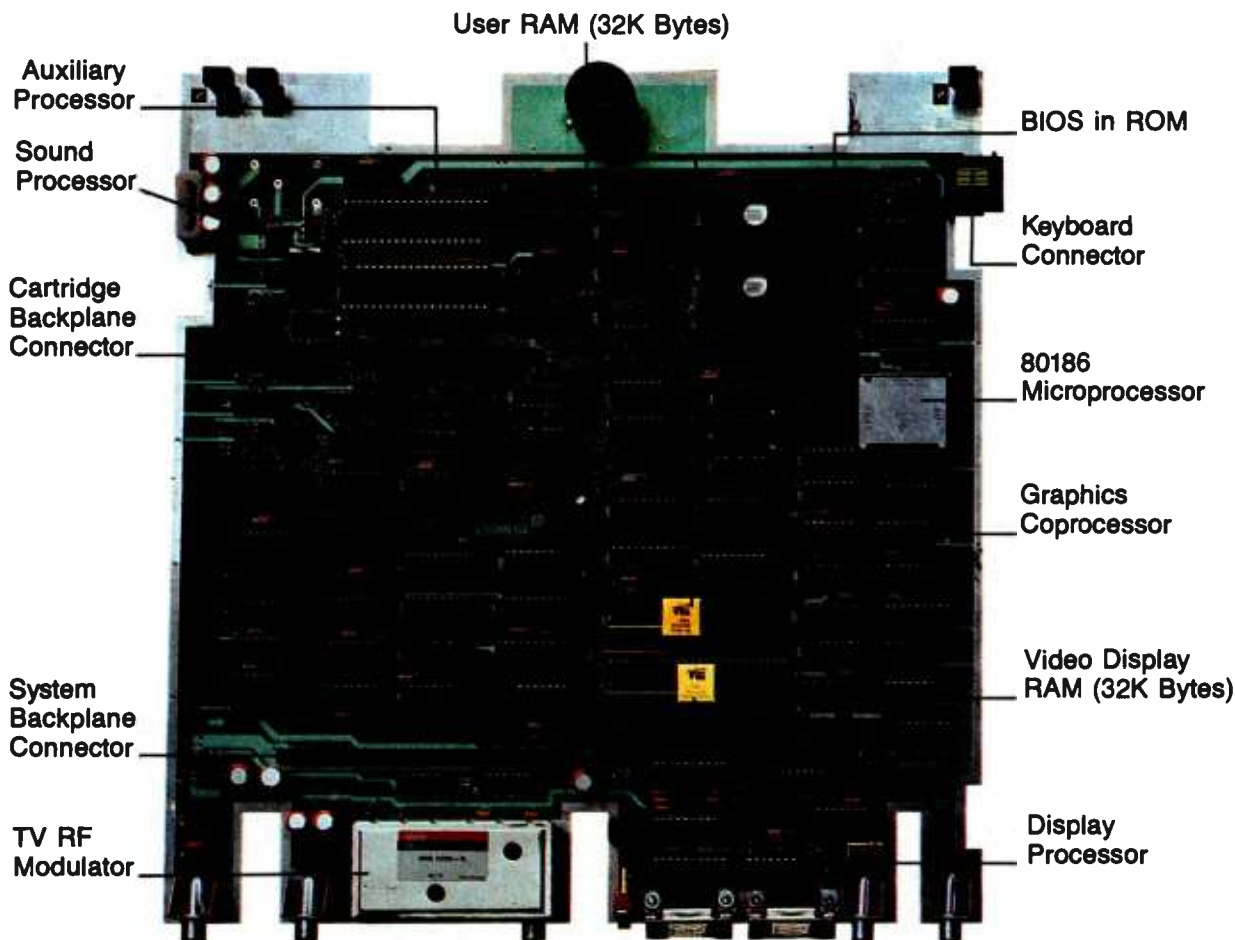 User RAM (32K Bytes)
Auxiliary
Processor
BIOS in ROM
Sound
Processor
Keyboard
Connector
Cartridge
Backplane
Connector
80186
Microprocessor
Graphics
Coprocessor
Video Display
RAM (32K Bytes)
System
Backplane
Connector
TV RF
Modulator
Display
Processor